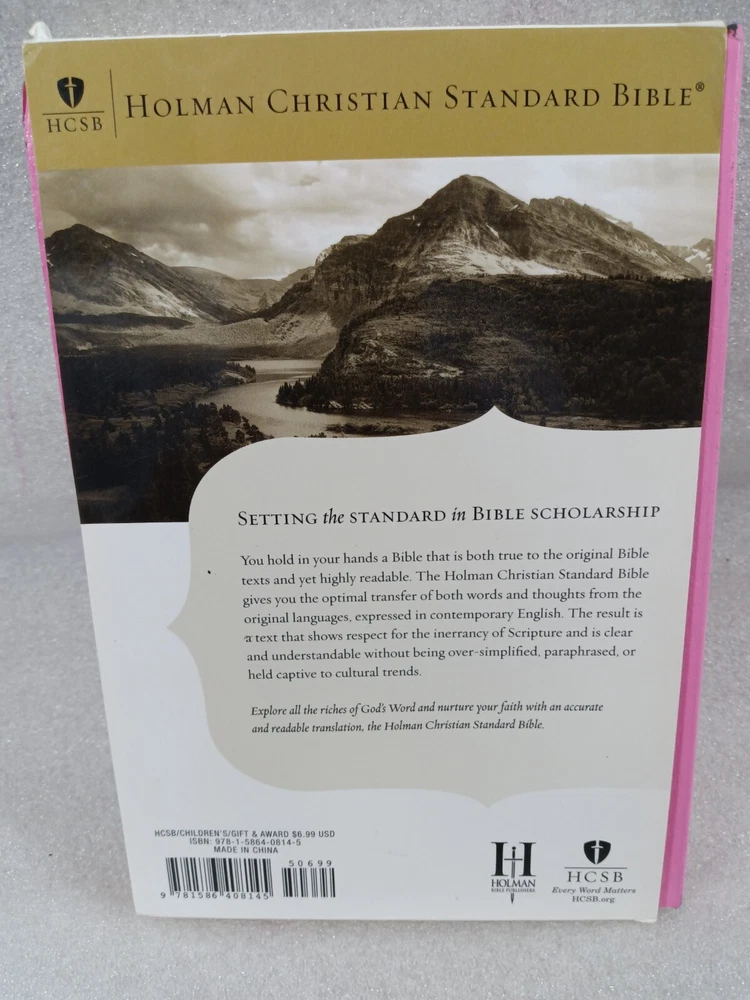 HCSB
HOLMAN CHRISTIAN STANDARD BIBLE®
SETTING the STANDARD in BIBLE SCHOLARSHIP
You hold in your hands a Bible that is both true to the original Bible
texts and yet highly readable. The Holman Christian Standard Bible
gives you the optimal transfer of both words and thoughts from the
original languages, expressed in contemporary English. The result is
a text that shows respect for the inerrancy of Scripture and is clear
and understandable without being over-simplified, paraphrased, or
held captive to cultural trends.
Explore all the riches of God's Word and nurture your faith with an accurate
and readable translation, the Holman Christian Standard Bible.
HCSB/CHILDREN'S/GIFT & AWARD $6.99 USD
ISBN: 978-1-5864-0814-5
MADE IN CHINA
50699
9 781586 408145
H
HOLMAN
BIBLE PUBLISHERS
HCSB
Every Word Matters
HCSB.org